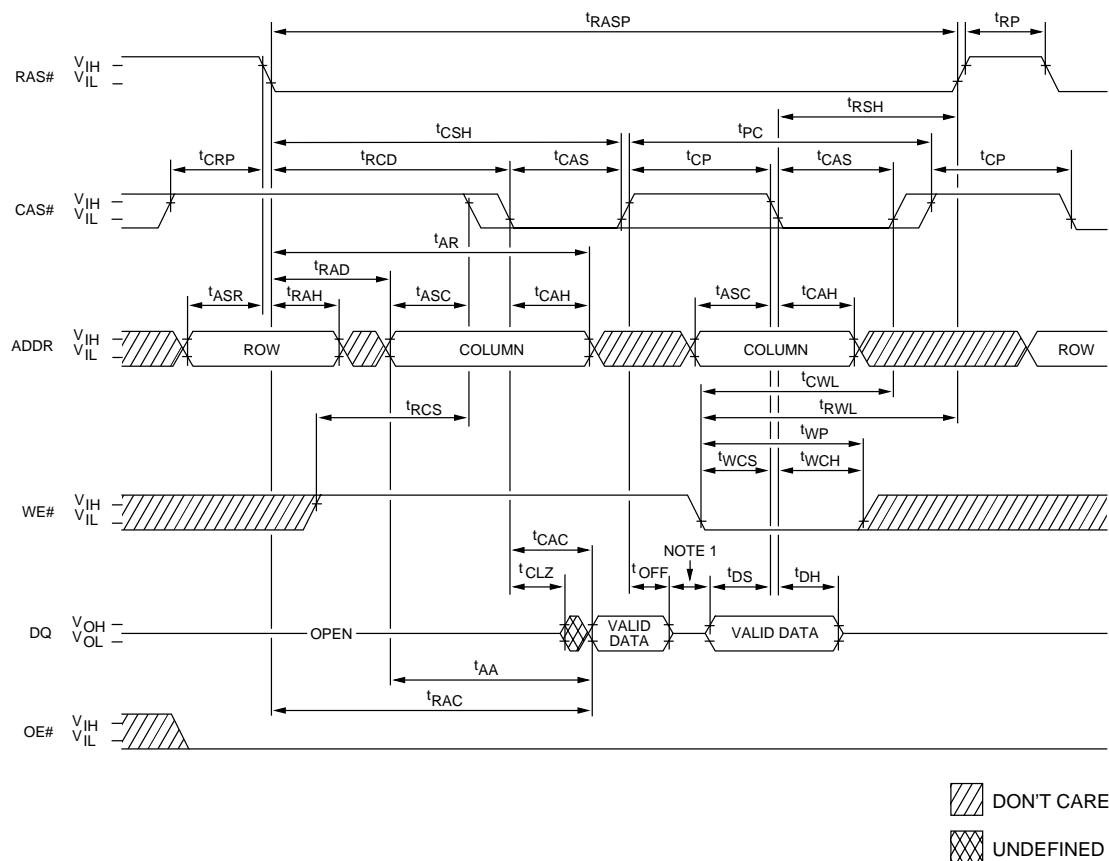 tRASP
tRP
RAS# VIH
VIL
tRSH
tCSH
tPC
tCRP
tRCD
tCAS
tCP
tCAS
tCP
CAS# VIH
VIL
tAR
tRAD
tASR
tRAH
tASC
tCAH
tASC
tCAH
ADDR VIH
VIL
ROW
COLUMN
COLUMN
ROW
tCWL
tRCS
tRWL
tWP
tWCS
tWCH
WE# VIH
VIL
tCAC
NOTE 1
tCLZ
tOFF
tDS
tDH
DQ VOH
VOL
OPEN
VALID
DATA
VALID DATA
tAA
tRAC
OE# VIH
VIL
DON'T CARE
UNDEFINED